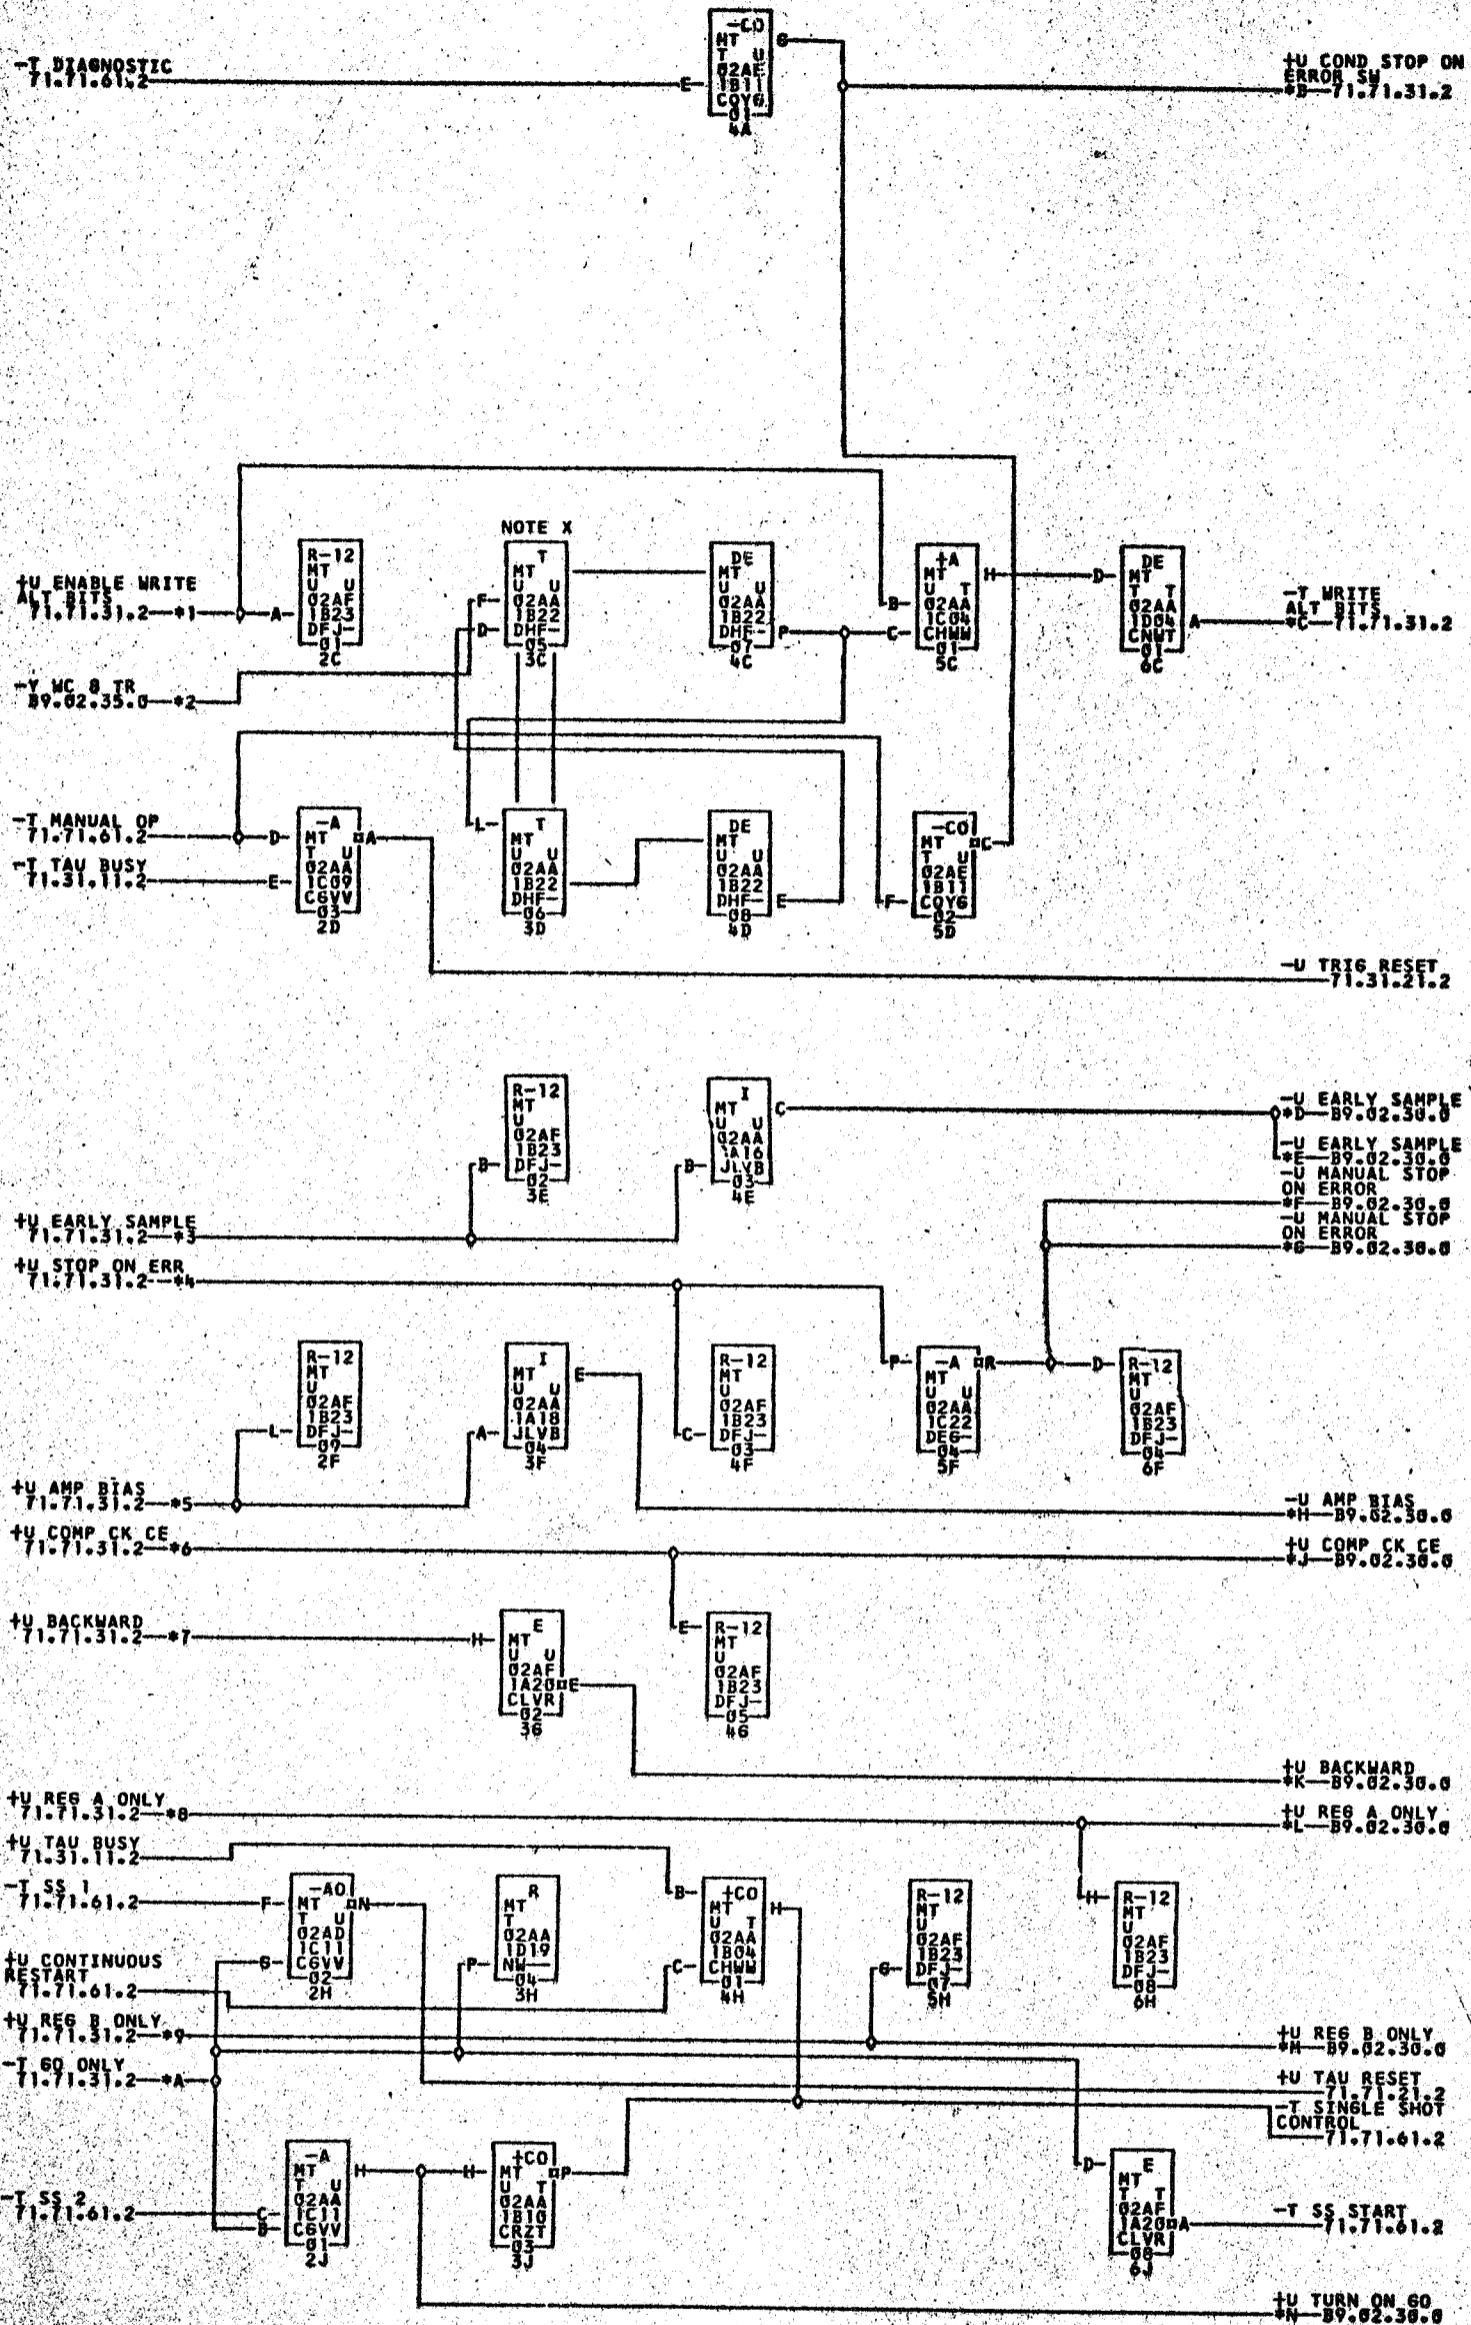 -CO
MT G
T U
E 02AE
1B11
CQYG
01
4A
-T DIAGNOSTIC
71.71.61.2
+U COND STOP ON
ERROR SW
*B 71.71.31.2
NOTE X
R-12
MT
U U
A 02AF
1B23
DFJ-
01
2C
T
MT
U U
F 02AA
1B22
D DHF-
05
3C
DE
MT
U U
02AA
1B22
DHF- P
07
4C
+A
MT H
U T
B 02AA
1C04
C CHWW
01
5C
DE
D MT
T T
02AA
1D04 A
CNWT
01
6C
+U ENABLE WRITE
ALT BITS
71.71.31.2 *1
-T WRITE
ALT BITS
*C 71.71.31.2
-Y WC 8 TR
B9.02.35.0 *2
-T MANUAL OP
71.71.61.2
-T TAU BUSY
71.31.11.2
-A
D MT A
T U
02AA
E 1C09
CGVV
03
2D
L T
MT
U U
02AA
1B22
DHF-
06
3D
DE
MT
U U
02AA
1B22
DHF- E
08
4D
-CO
MT C
T U
02AE
1B11
F CQYG
02
5D
-U TRIG RESET
71.31.21.2
R-12
MT
U
02AF
1B23
B DFJ-
02
3E
I
MT C
U U
02AA
1A16
B JLVB
03
4E
-U EARLY SAMPLE
*D B9.02.30.0
-U EARLY SAMPLE
*E B9.02.30.0
-U MANUAL STOP
ON ERROR
*F B9.02.30.0
-U MANUAL STOP
ON ERROR
*G B9.02.30.0
+U EARLY SAMPLE
71.71.31.2 *3
+U STOP ON ERR
71.71.31.2 *4
R-12
MT
U
02AF
1B23
L DFJ-
09
2F
I
MT E
U U
02AA
1A18
A JLVB
04
3F
R-12
MT
U
02AF
1B23
C DFJ-
03
4F
P -A R
MT
U U
02AA
1C22
DEG-
04
5F
D R-12
MT
U
02AF
1B23
DFJ-
04
6F
+U AMP BIAS
71.71.31.2 *5
-U AMP BIAS
*H B9.02.30.0
+U COMP CK CE
71.71.31.2 *6
+U COMP CK CE
*J B9.02.30.0
+U BACKWARD
71.71.31.2 *7
E
H MT
U U
02AF
1A20 E
CLVR
02
3G
E R-12
MT
U
02AF
1B23
DFJ-
05
4G
+U BACKWARD
*K B9.02.30.0
+U REG A ONLY
71.71.31.2 *8
+U REG A ONLY
*L B9.02.30.0
+U TAU BUSY
71.31.11.2
-T SS 1
71.71.61.2
-AO
F MT N
T U
02AD
1C11
G CGVV
02
2H
R
MT
T
02AA
1D19
P NW--
04
3H
B +CO
MT H
U T
02AA
1B04
C CHWW
01
4H
R-12
MT
U
02AF
1B23
G DFJ-
07
5H
H R-12
MT
U
02AF
1B23
DFJ-
08
6H
+U CONTINUOUS
RESTART
71.71.61.2
+U REG B ONLY
71.71.31.2 *9
+U REG B ONLY
*M B9.02.30.0
-T GO ONLY
71.71.31.2 *A
+U TAU RESET
71.71.21.2
-T SINGLE SHOT
CONTROL
71.71.61.2
-A
MT H
T U
02AA
C 1C11
B CGVV
01
2J
+CO
H MT P
U T
02AA
1B10
CRZT
03
3J
D E
MT
T T
02AF
1A20 A
CLVR
08
6J
-T SS 2
71.71.61.2
-T SS START
71.71.61.2
+U TURN ON GO
*N B9.02.30.0